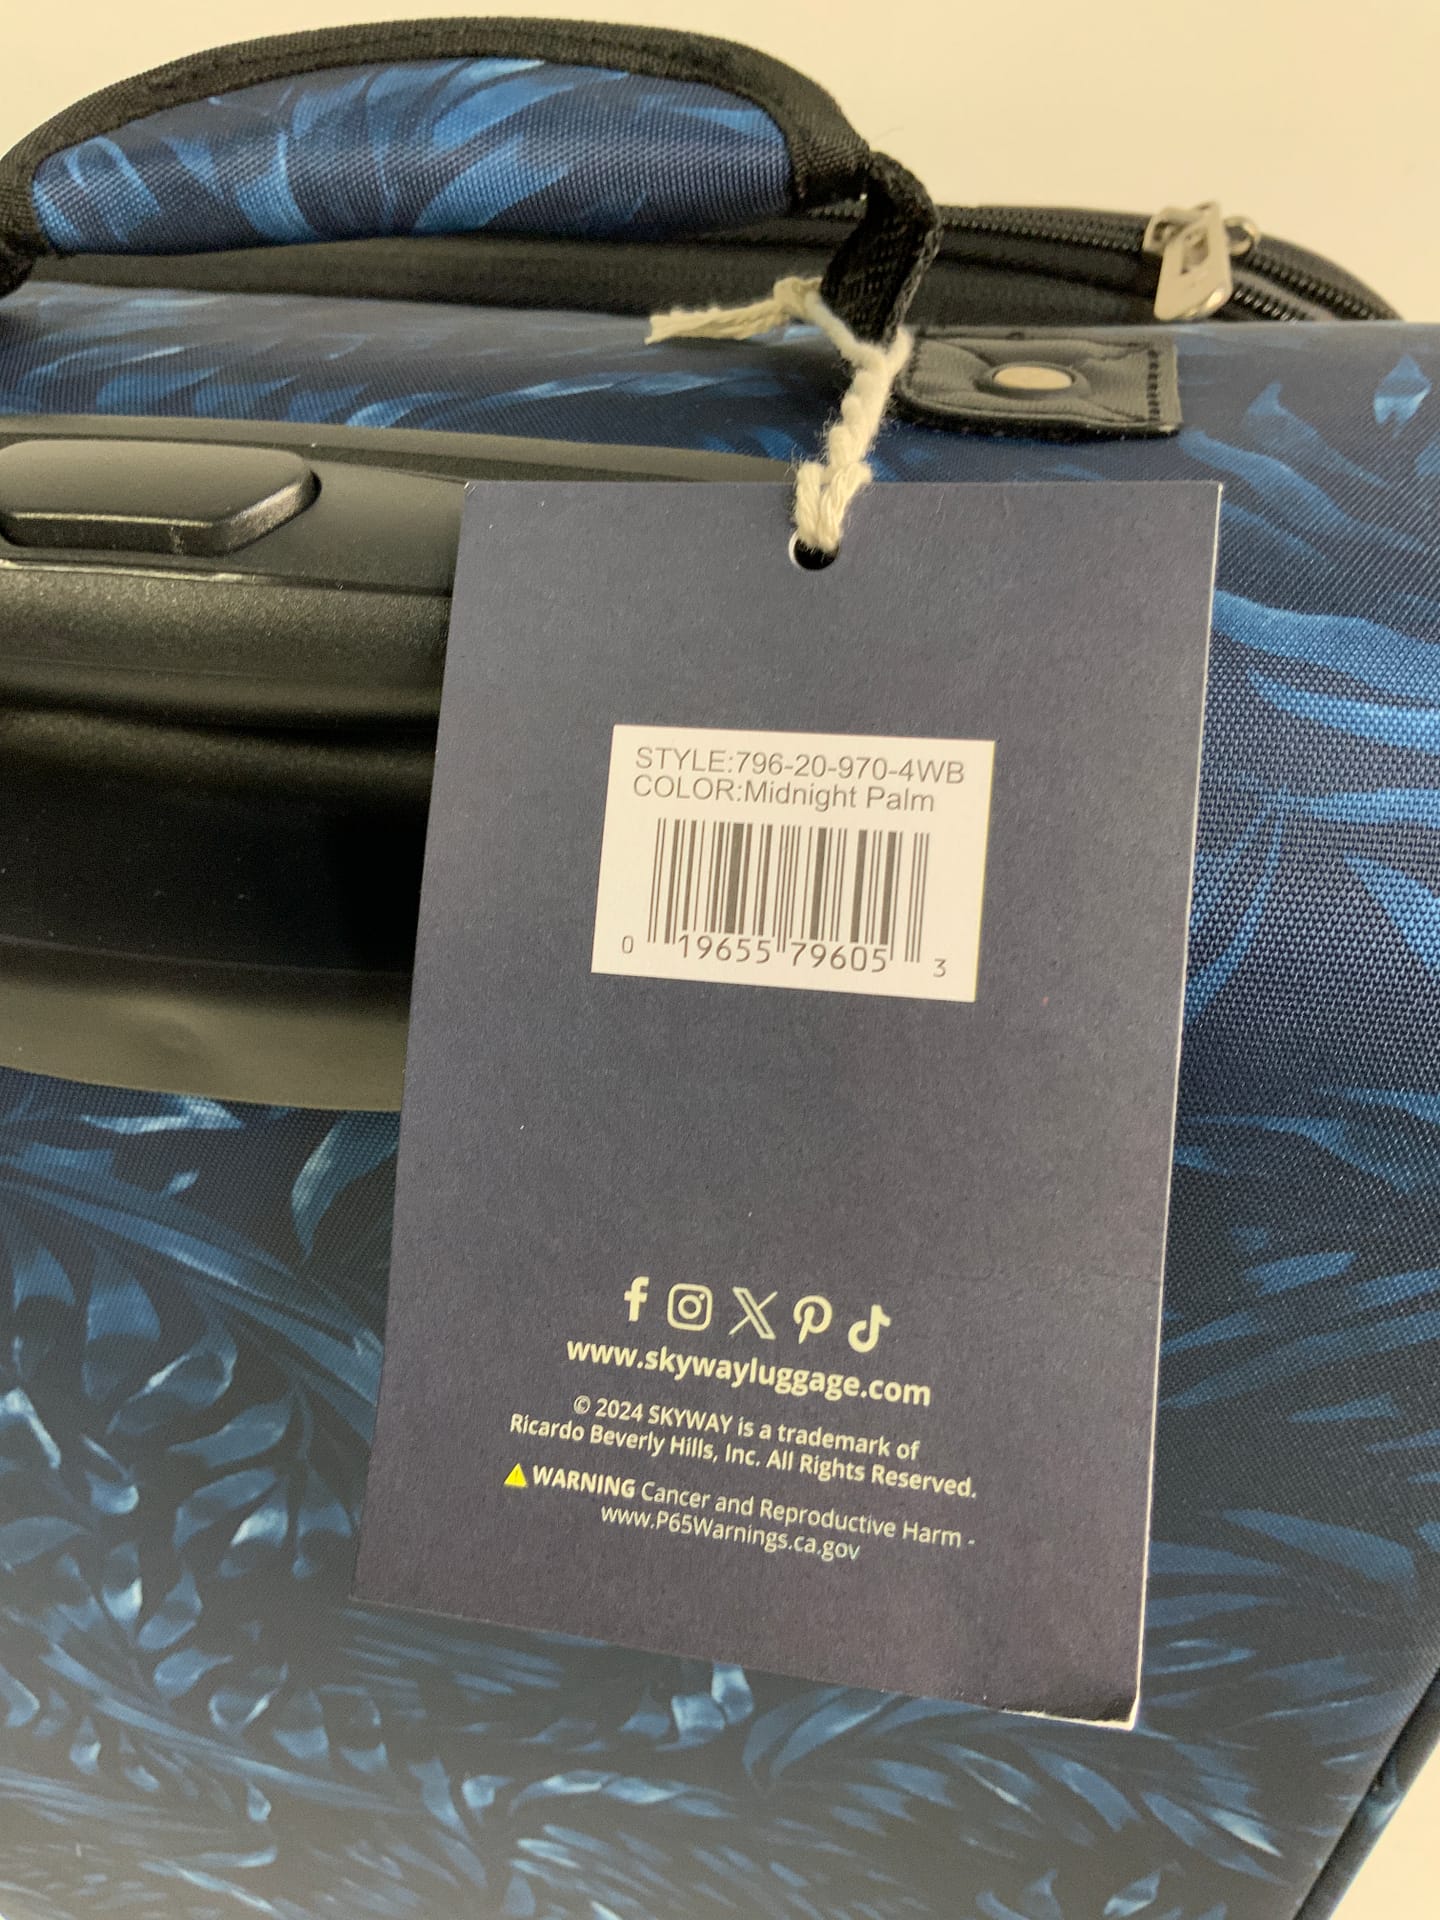 STYLE:796-20-970-4WB
COLOR:Midnight Palm
0 19655 79605 3
www.skywayluggage.com
© 2024 SKYWAY is a trademark of
Ricardo Beverly Hills, Inc. All Rights Reserved.
WARNING Cancer and Reproductive Harm -
www.P65Warnings.ca.gov